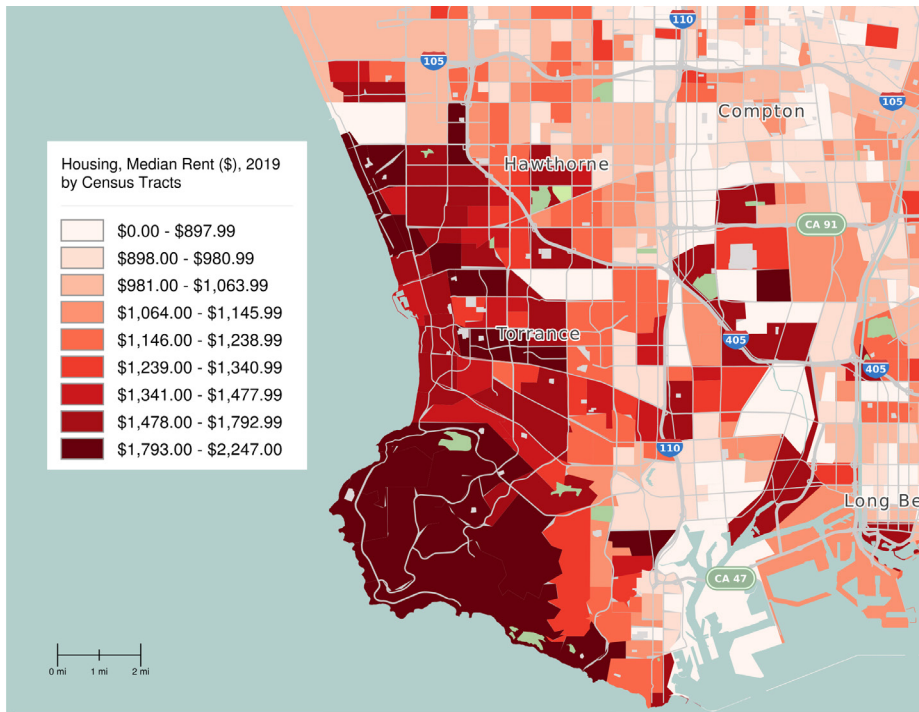 110
105
Compton
105
Housing, Median Rent ($), 2019
by Census Tracts
Hawthorne
$0.00 - $897.99
$898.00 - $980.99
$981.00 - $1,063.99
$1,064.00 - $1,145.99
$1,146.00 - $1,238.99
$1,239.00 - $1,340.99
$1,341.00 - $1,477.99
$1,478.00 - $1,792.99
$1,793.00 - $2,247.00
CA 91
Torrance
405
405
110
Long Be
CA 47
0 mi 1 mi 2 mi